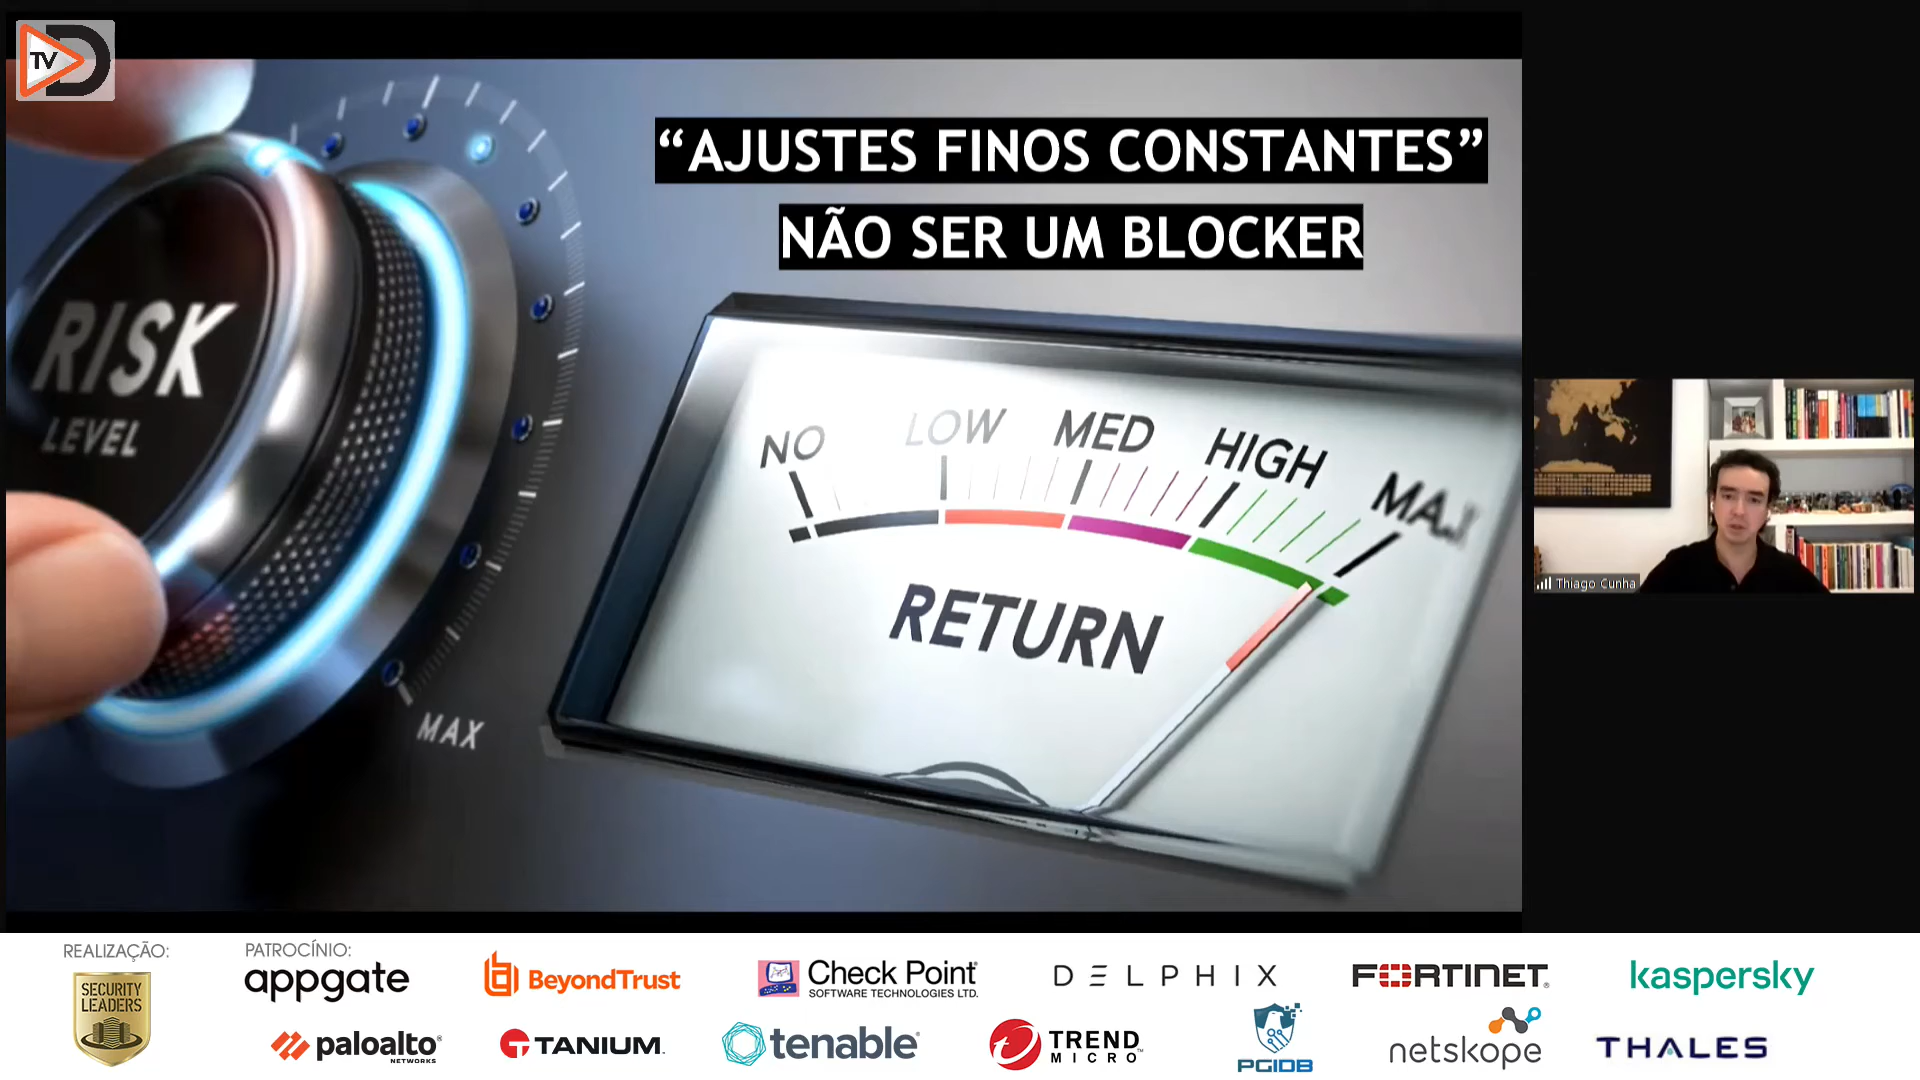 TV D
“AJUSTES FINOS CONSTANTES”
NÃO SER UM BLOCKER
RISK
LEVEL
MAX
NO LOW MED HIGH
RETURN
Thiago Cunha
REALIZAÇÃO:
SECURITY
LEADERS
PATROCÍNIO:
appgate
BeyondTrust
Check Point
SOFTWARE TECHNOLOGIES LTD.
DELPHIX
FORTINET
kaspersky
paloalto
NETWORKS
TANIUM
tenable
TREND
MICRO
PGIDB
netskope
THALES